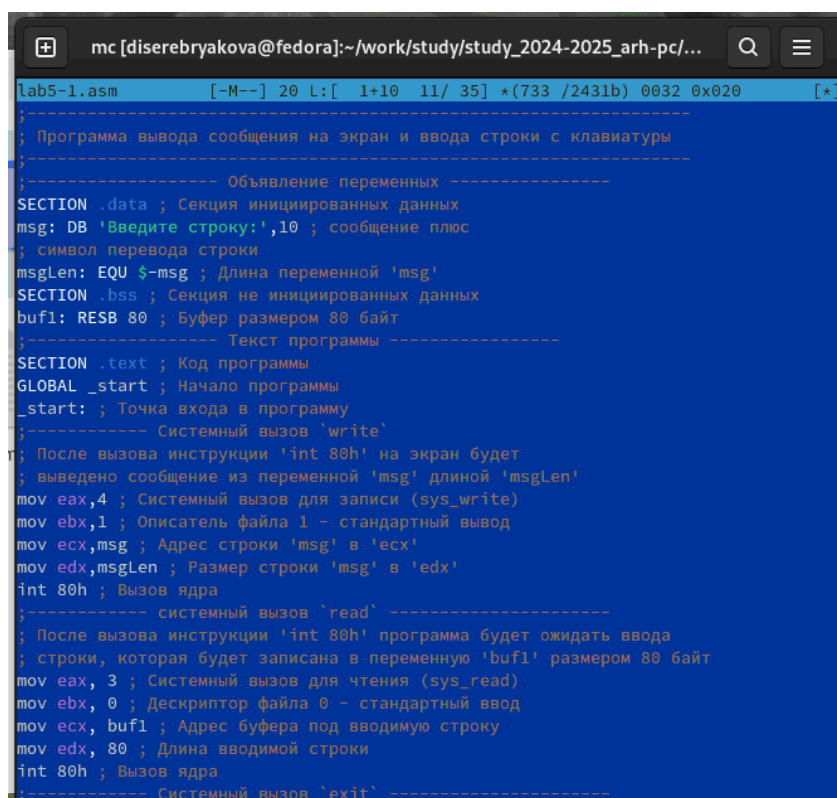 mc [diserebryakova@fedora]:~/work/study/study_2024-2025_arh-pc/...
lab5-1.asm [-M--] 20 L:[ 1+10 11/ 35] *(733 /2431b) 0032 0x020 [*]
;--------------------------------------------------------------
; Программа вывода сообщения на экран и ввода строки с клавиатуры
;--------------------------------------------------------------
;------------------ Объявление переменных ---------------
SECTION .data ; Секция инициированных данных
msg: DB 'Введите строку:',10 ; сообщение плюс
; символ перевода строки
msgLen: EQU $-msg ; Длина переменной 'msg'
SECTION .bss ; Секция не инициированных данных
buf1: RESB 80 ; Буфер размером 80 байт
;------------------ Текст программы ----------------
SECTION .text ; Код программы
GLOBAL _start ; Начало программы
_start: ; Точка входа в программу
;------------ Системный вызов `write`
; После вызова инструкции 'int 80h' на экран будет
; выведено сообщение из переменной 'msg' длиной 'msgLen'
mov eax,4 ; Системный вызов для записи (sys_write)
mov ebx,1 ; Описатель файла 1 - стандартный вывод
mov ecx,msg ; Адрес строки 'msg' в 'ecx'
mov edx,msgLen ; Размер строки 'msg' в 'edx'
int 80h ; Вызов ядра
;------------ системный вызов `read` ---------------------
; После вызова инструкции 'int 80h' программа будет ожидать ввода
; строки, которая будет записана в переменную 'buf1' размером 80 байт
mov eax, 3 ; Системный вызов для чтения (sys_read)
mov ebx, 0 ; Дескриптор файла 0 - стандартный ввод
mov ecx, buf1 ; Адрес буфера под вводимую строку
mov edx, 80 ; Длина вводимой строки
int 80h ; Вызов ядра
;------------ Системный вызов `exit` ---------------------